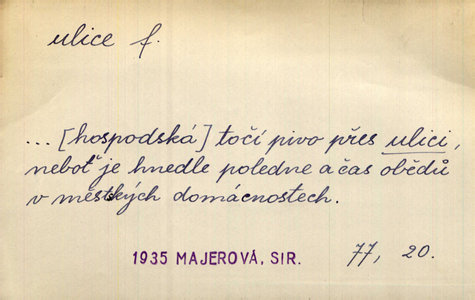 ulice f.
... [hospodská] točí pivo přes ulici,
neboť je hnedle poledne a čas obědů
v městských domácnostech.
1935 MAJEROVÁ, SIR. 77, 20.